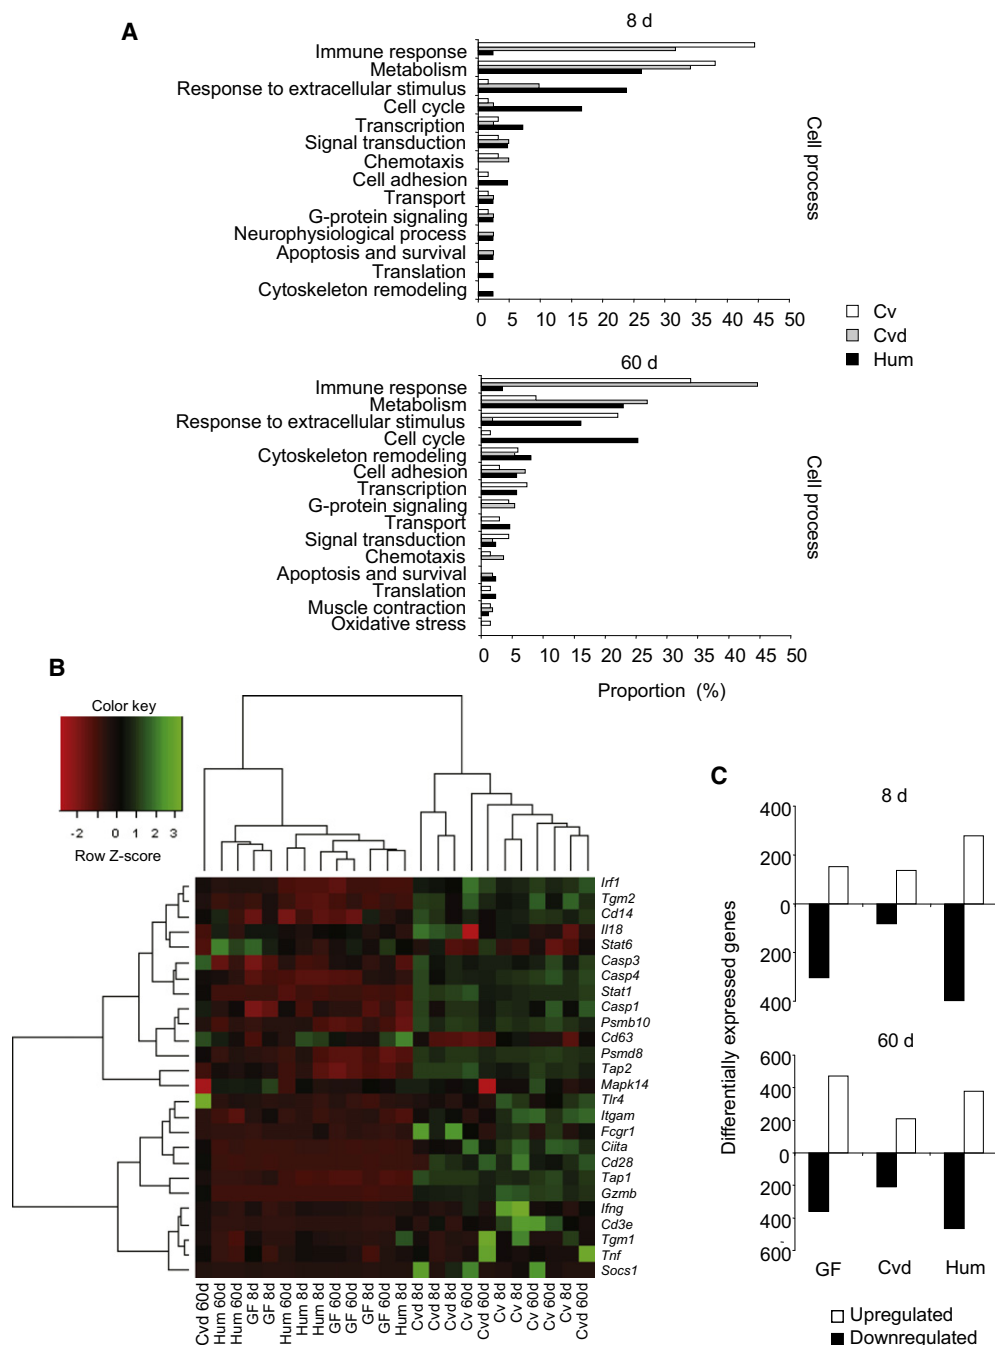 A
8 d
Immune response
Metabolism
Response to extracellular stimulus
Cell cycle
Transcription
Signal transduction
Chemotaxis
Cell adhesion
Transport
G-protein signaling
Neurophysiological process
Apoptosis and survival
Translation
Cytoskeleton remodeling
0 5 10 15 20 25 30 35 40 45 50
Cell process
Cv
Cvd
Hum
60 d
Immune response
Metabolism
Response to extracellular stimulus
Cell cycle
Cytoskeleton remodeling
Cell adhesion
Transcription
G-protein signaling
Transport
Signal transduction
Chemotaxis
Apoptosis and survival
Translation
Muscle contraction
Oxidative stress
0 5 10 15 20 25 30 35 40 45 50
Cell process
Proportion (%)
B
Color key
-2 0 1 2 3
Row Z-score
Irf1
Tgm2
Cd14
Il18
Stat6
Casp3
Casp4
Stat1
Casp1
Psmb10
Cd63
Psmd8
Tap2
Mapk14
Tlr4
Itgam
Fcgr1
Ciita
Cd28
Tap1
Gzmb
Ifng
Cd3e
Tgm1
Tnf
Socs1
Cvd 60d
Hum 60d
Hum 60d
GF 8d
GF 8d
Hum 60d
Hum 8d
Hum 8d
GF 60d
GF 60d
GF 8d
GF 60d
Hum 8d
Cvd 8d
Cvd 8d
Cvd 8d
Cv 60d
Cvd 60d
Cv 8d
Cv 8d
Cv 60d
Cv 60d
Cv 8d
Cvd 60d
C
8 d
400
200
0
200
400
60 d
600
400
200
0
200
400
600
Differentially expressed genes
GF Cvd Hum
Upregulated
Downregulated